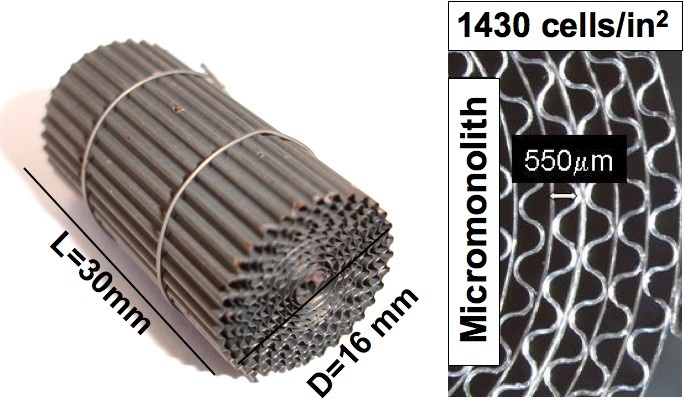 L=30mm
D=16 mm
1430 cells/in²
Micromonolith
550μm